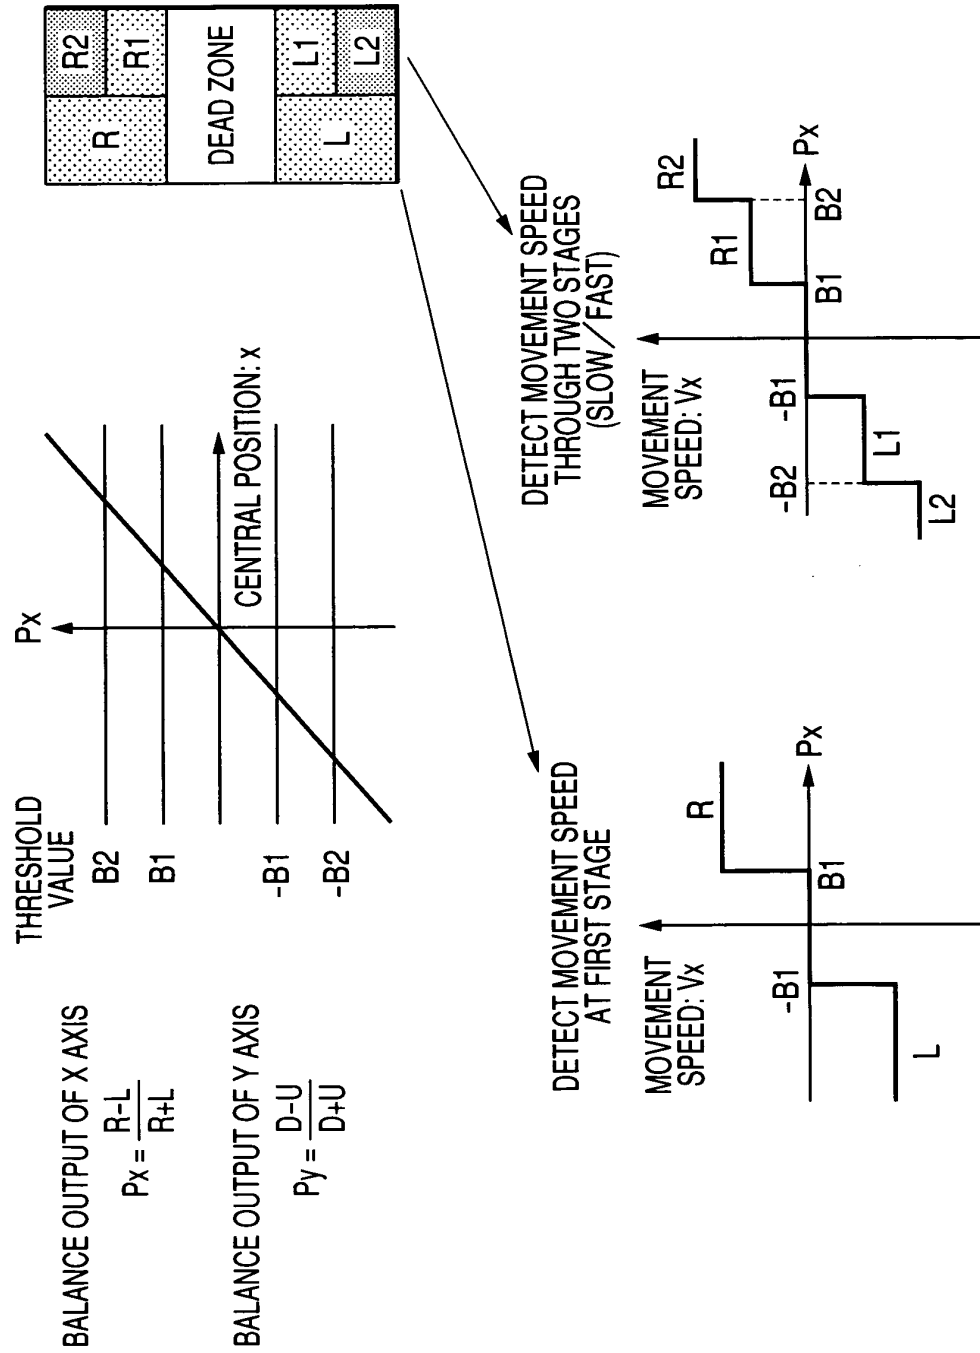 BALANCE OUTPUT OF X AXIS
Px = R-L / R+L
BALANCE OUTPUT OF Y AXIS
Py = D-U / D+U
THRESHOLD
VALUE
B2
B1
-B1
-B2
Px
CENTRAL POSITION: x
R
R2
R1
DEAD ZONE
L
L1
L2
DETECT MOVEMENT SPEED
AT FIRST STAGE
MOVEMENT
SPEED: Vx
R
Px
-B1
B1
L
DETECT MOVEMENT SPEED
THROUGH TWO STAGES
(SLOW/FAST)
MOVEMENT
SPEED: Vx
R2
R1
Px
-B2
-B1
B1
B2
L1
L2